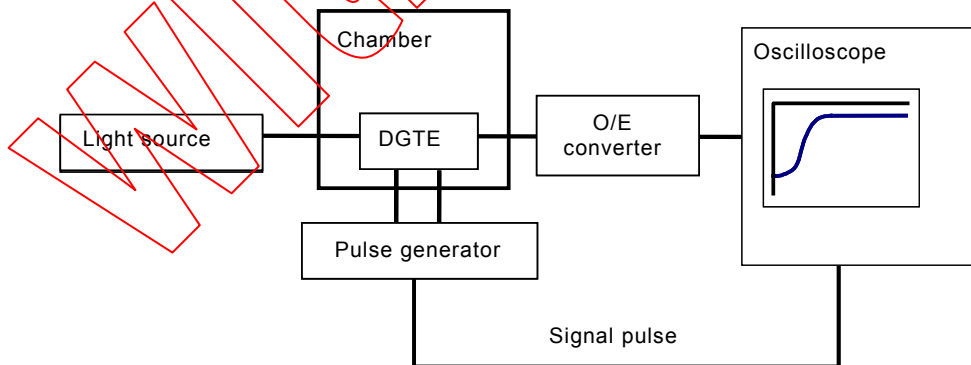 Chamber
Oscilloscope
Light source
DGTE
O/E
converter
Pulse generator
Signal pulse